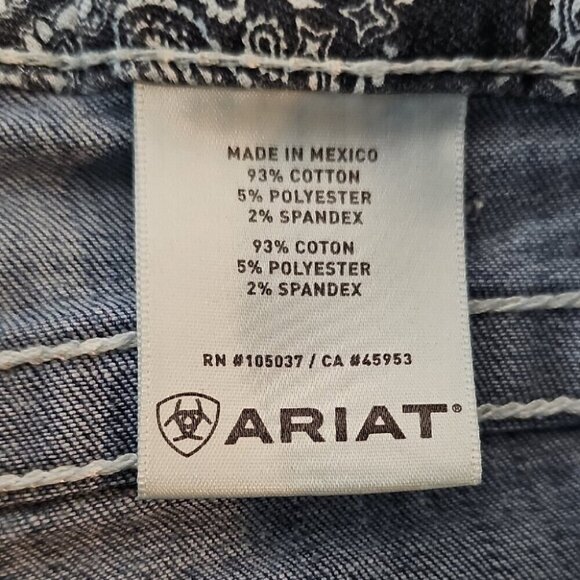 MADE IN MEXICO
93% COTTON
5% POLYESTER
2% SPANDEX
93% COTON
5% POLYESTER
2% SPANDEX
RN #105037 / CA #45953
ARIAT®